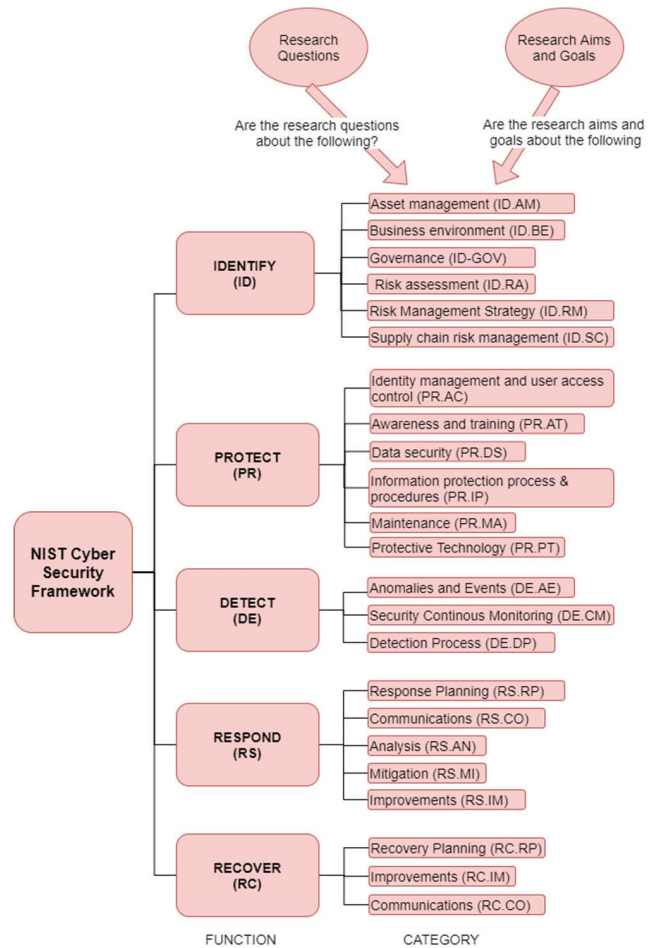 Research
Questions
Research Aims
and Goals
Are the research questions
about the following?
Are the research aims and
goals about the following
NIST Cyber
Security
Framework
IDENTIFY
(ID)
Asset management (ID.AM)
Business environment (ID.BE)
Governance (ID-GOV)
Risk assessment (ID.RA)
Risk Management Strategy (ID.RM)
Supply chain risk management (ID.SC)
PROTECT
(PR)
Identity management and user access
control (PR.AC)
Awareness and training (PR.AT)
Data security (PR.DS)
Information protection process &
procedures (PR.IP)
Maintenance (PR.MA)
Protective Technology (PR.PT)
DETECT
(DE)
Anomalies and Events (DE.AE)
Security Continous Monitoring (DE.CM)
Detection Process (DE.DP)
RESPOND
(RS)
Response Planning (RS.RP)
Communications (RS.CO)
Analysis (RS.AN)
Mitigation (RS.MI)
Improvements (RS.IM)
RECOVER
(RC)
Recovery Planning (RC.RP)
Improvements (RC.IM)
Communications (RC.CO)
FUNCTION
CATEGORY